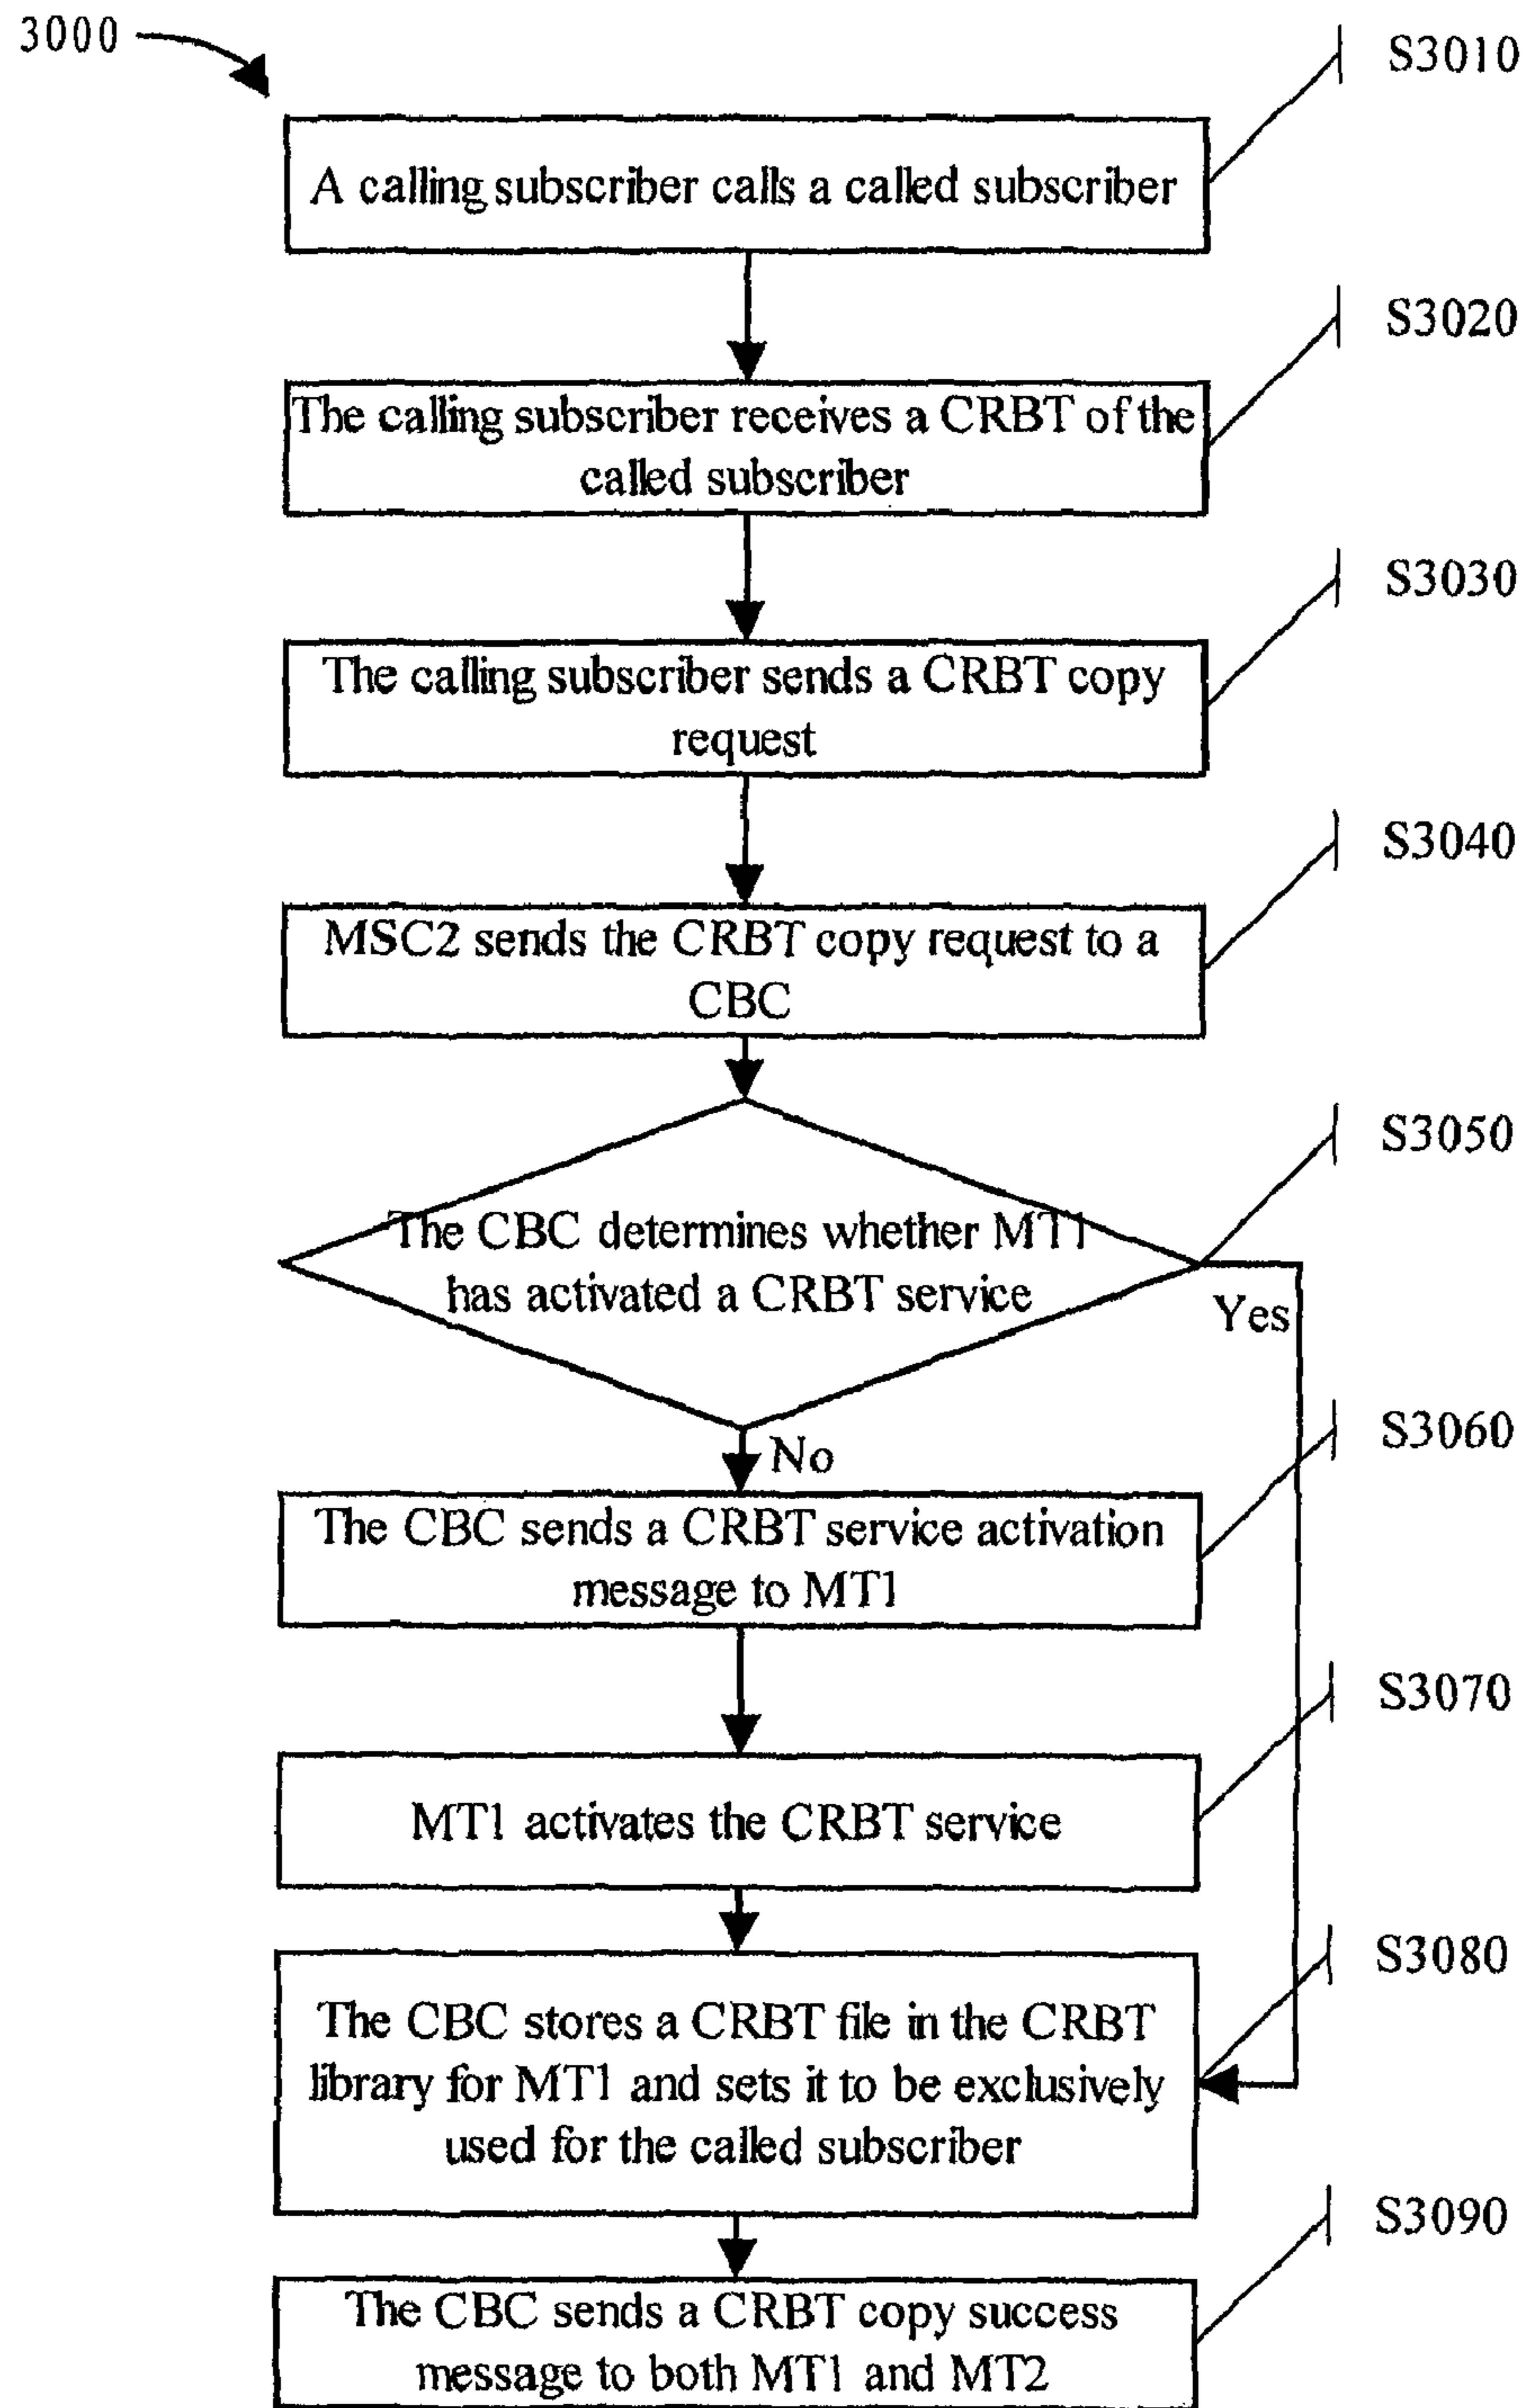 3000
S3010
A calling subscriber calls a called subscriber
S3020
The calling subscriber receives a CRBT of the
called subscriber
S3030
The calling subscriber sends a CRBT copy
request
S3040
MSC2 sends the CRBT copy request to a
CBC
S3050
The CBC determines whether MT1
has activated a CRBT service
Yes
No
S3060
The CBC sends a CRBT service activation
message to MT1
S3070
MT1 activates the CRBT service
S3080
The CBC stores a CRBT file in the CRBT
library for MT1 and sets it to be exclusively
used for the called subscriber
S3090
The CBC sends a CRBT copy success
message to both MT1 and MT2